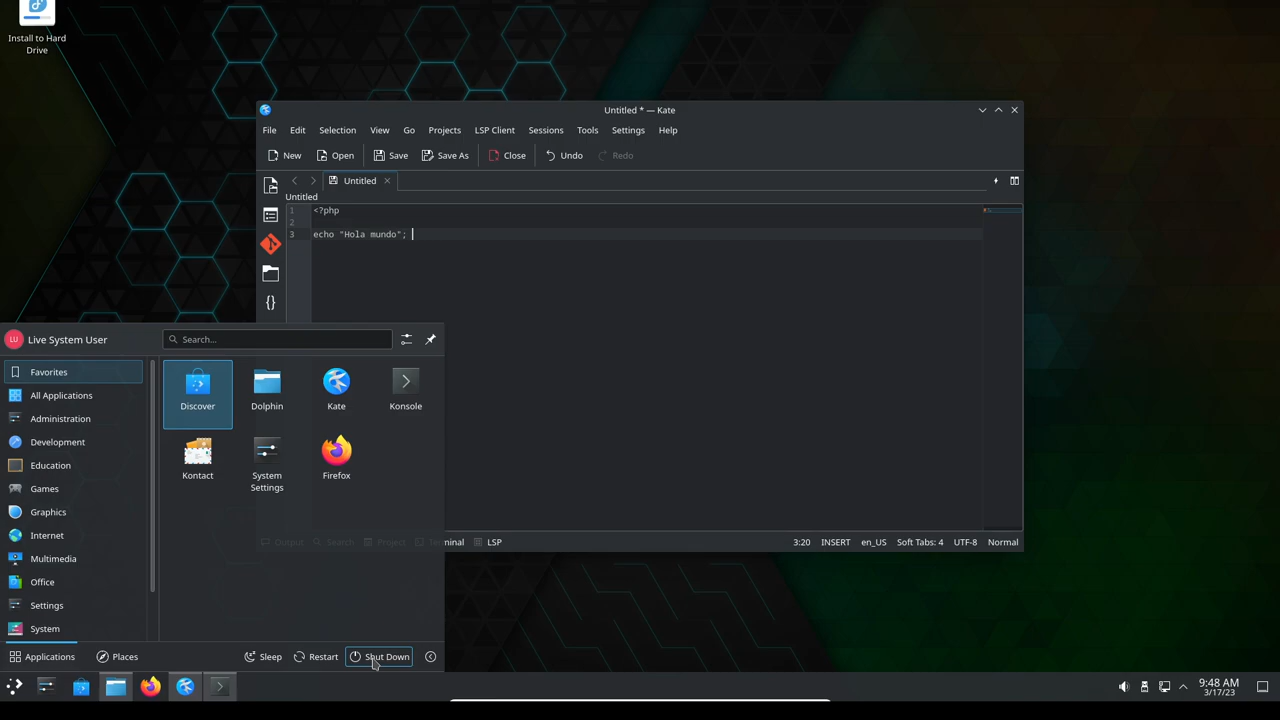 Install to Hard
Drive
Untitled * — Kate
File Edit Selection View Go Projects LSP Client Sessions Tools Settings Help
New Open Save Save As Close Undo Redo
Untitled
Untitled
1 <?php
2
3 echo "Hola mundo";
LU Live System User Search...
Favorites
All Applications
Administration
Development
Education
Games
Graphics
Internet
Multimedia
Office
Settings
System
Discover Dolphin Kate Konsole
Kontact System Firefox
Settings
Output Search Project Terminal LSP 3:20 INSERT en_US Soft Tabs: 4 UTF-8 Normal
Applications Places Sleep Restart Shut Down
9:48 AM
3/17/23